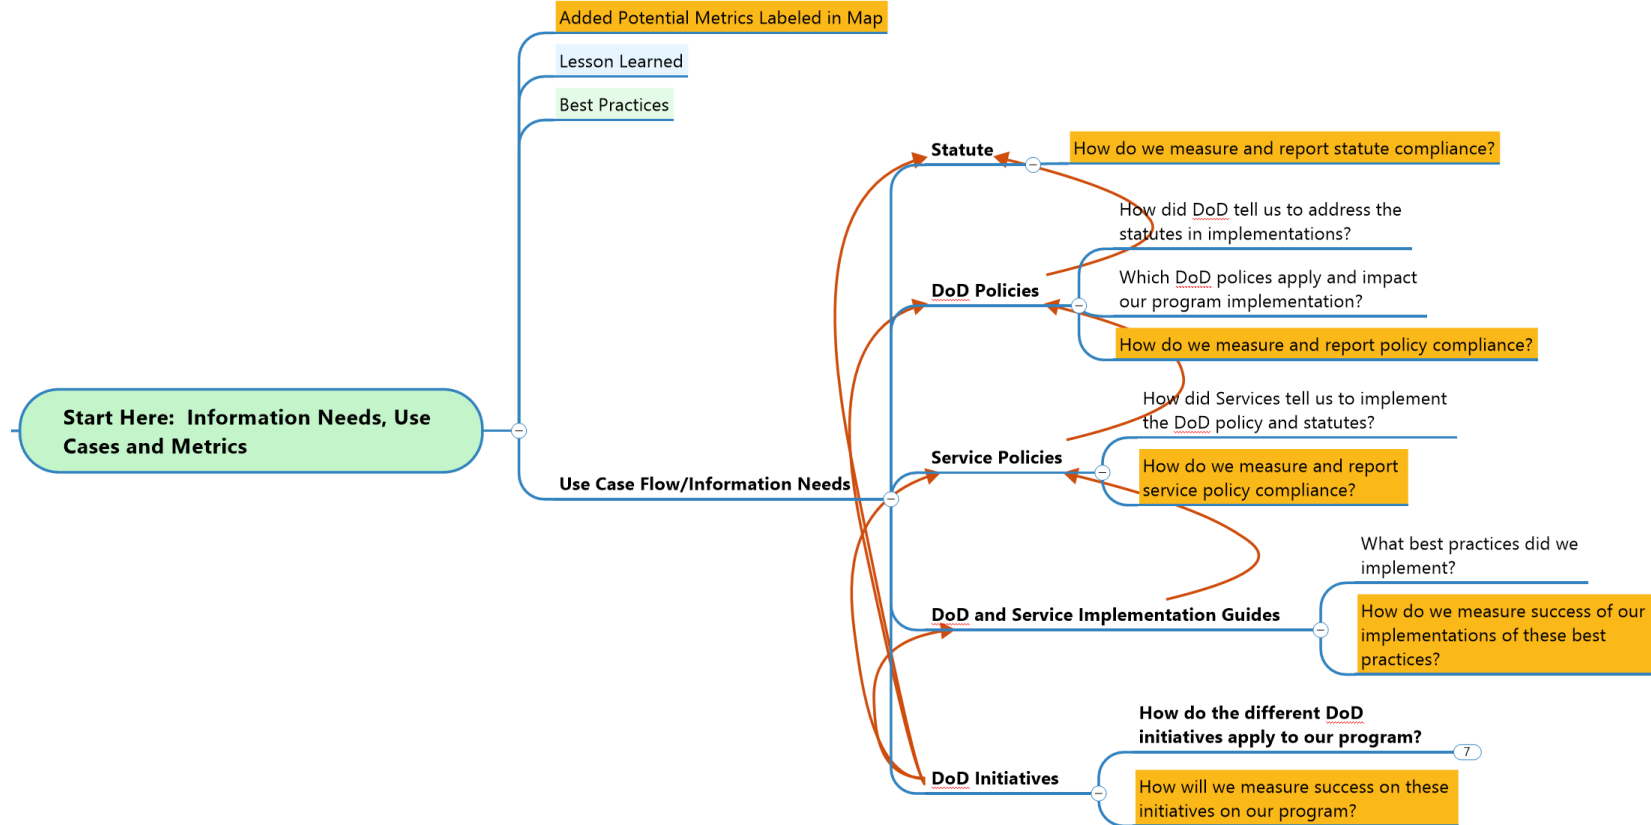 Added Potential Metrics Labeled in Map
Lesson Learned
Best Practices
Statute
How do we measure and report statute compliance?
How did DoD tell us to address the
statutes in implementations?
DoD Policies
Which DoD polices apply and impact
our program implementation?
How do we measure and report policy compliance?
Start Here:  Information Needs, Use
Cases and Metrics
How did Services tell us to implement
the DoD policy and statutes?
Service Policies
How do we measure and report
service policy compliance?
Use Case Flow/Information Needs
What best practices did we
implement?
DoD and Service Implementation Guides
How do we measure success of our
implementations of these best
practices?
How do the different DoD
initiatives apply to our program?
7
DoD Initiatives
How will we measure success on these
initiatives on our program?